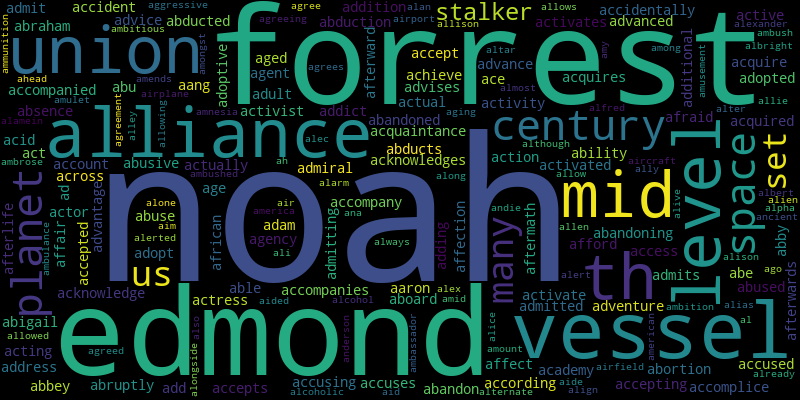 admit accident aggressive addition alan agree airport allison allows accidentally alexander
ambitious abducted abduction agreeing stalker activates advanced active ambush
abraham advice amongst forrest altar among albright
ammunition union adoptive afterward accept advance any additional acquire amusement
ahead amends aged agrees achieve ace acquires adopted allie
accompanied abu aang agent advises almost
amulet airplane adult actual activity alfred afraid alter
absence agreement alley allowing activist addict abandoned century acquired
alamein amnesia acquaintance although
acid alliance alec abducts action activated ability aircraft
act ah acknowledges allow ally
ambrose account abusive actually ambushed admiral along set
across age alarm noah mid level space alive albert alien
planet ad advantage alone air accompany andie alpha
afterlife actor abuse america ana affection aftermath allen abandoning ancient
affair aim adam admitting always adding many abby
ambulance accepted alerted african agency ali afford access alison
adopt us aaron th alert admits abe ago
acknowledge able accompanies alex activate abused
actress aided alcohol aboard amid admitted adventure ambition alias afterwards
abigail also edmond alice vessel al
allowed anderson ambassador american
acting agreed amount accused
address alongside affect academy airfield abortion already
abbey abruptly accusing accuses according aide accepting accomplice
add accepts alcoholic aid abandon alternate align